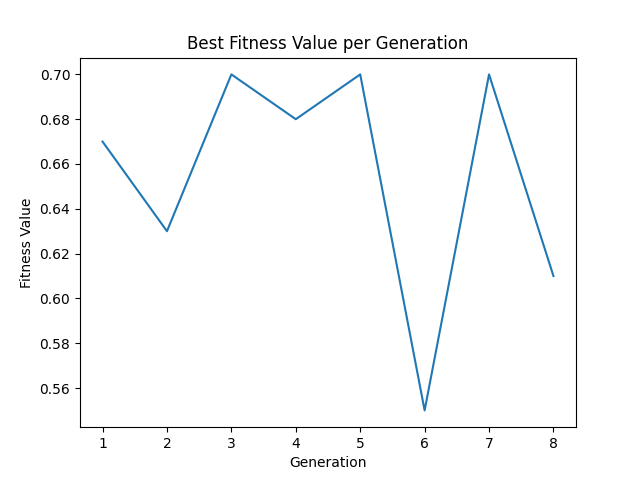 Best Fitness Value per Generation
0.70
0.68
0.66
0.64
0.62
0.60
0.58
0.56
Fitness Value
1 2 3 4 5 6 7 8
Generation